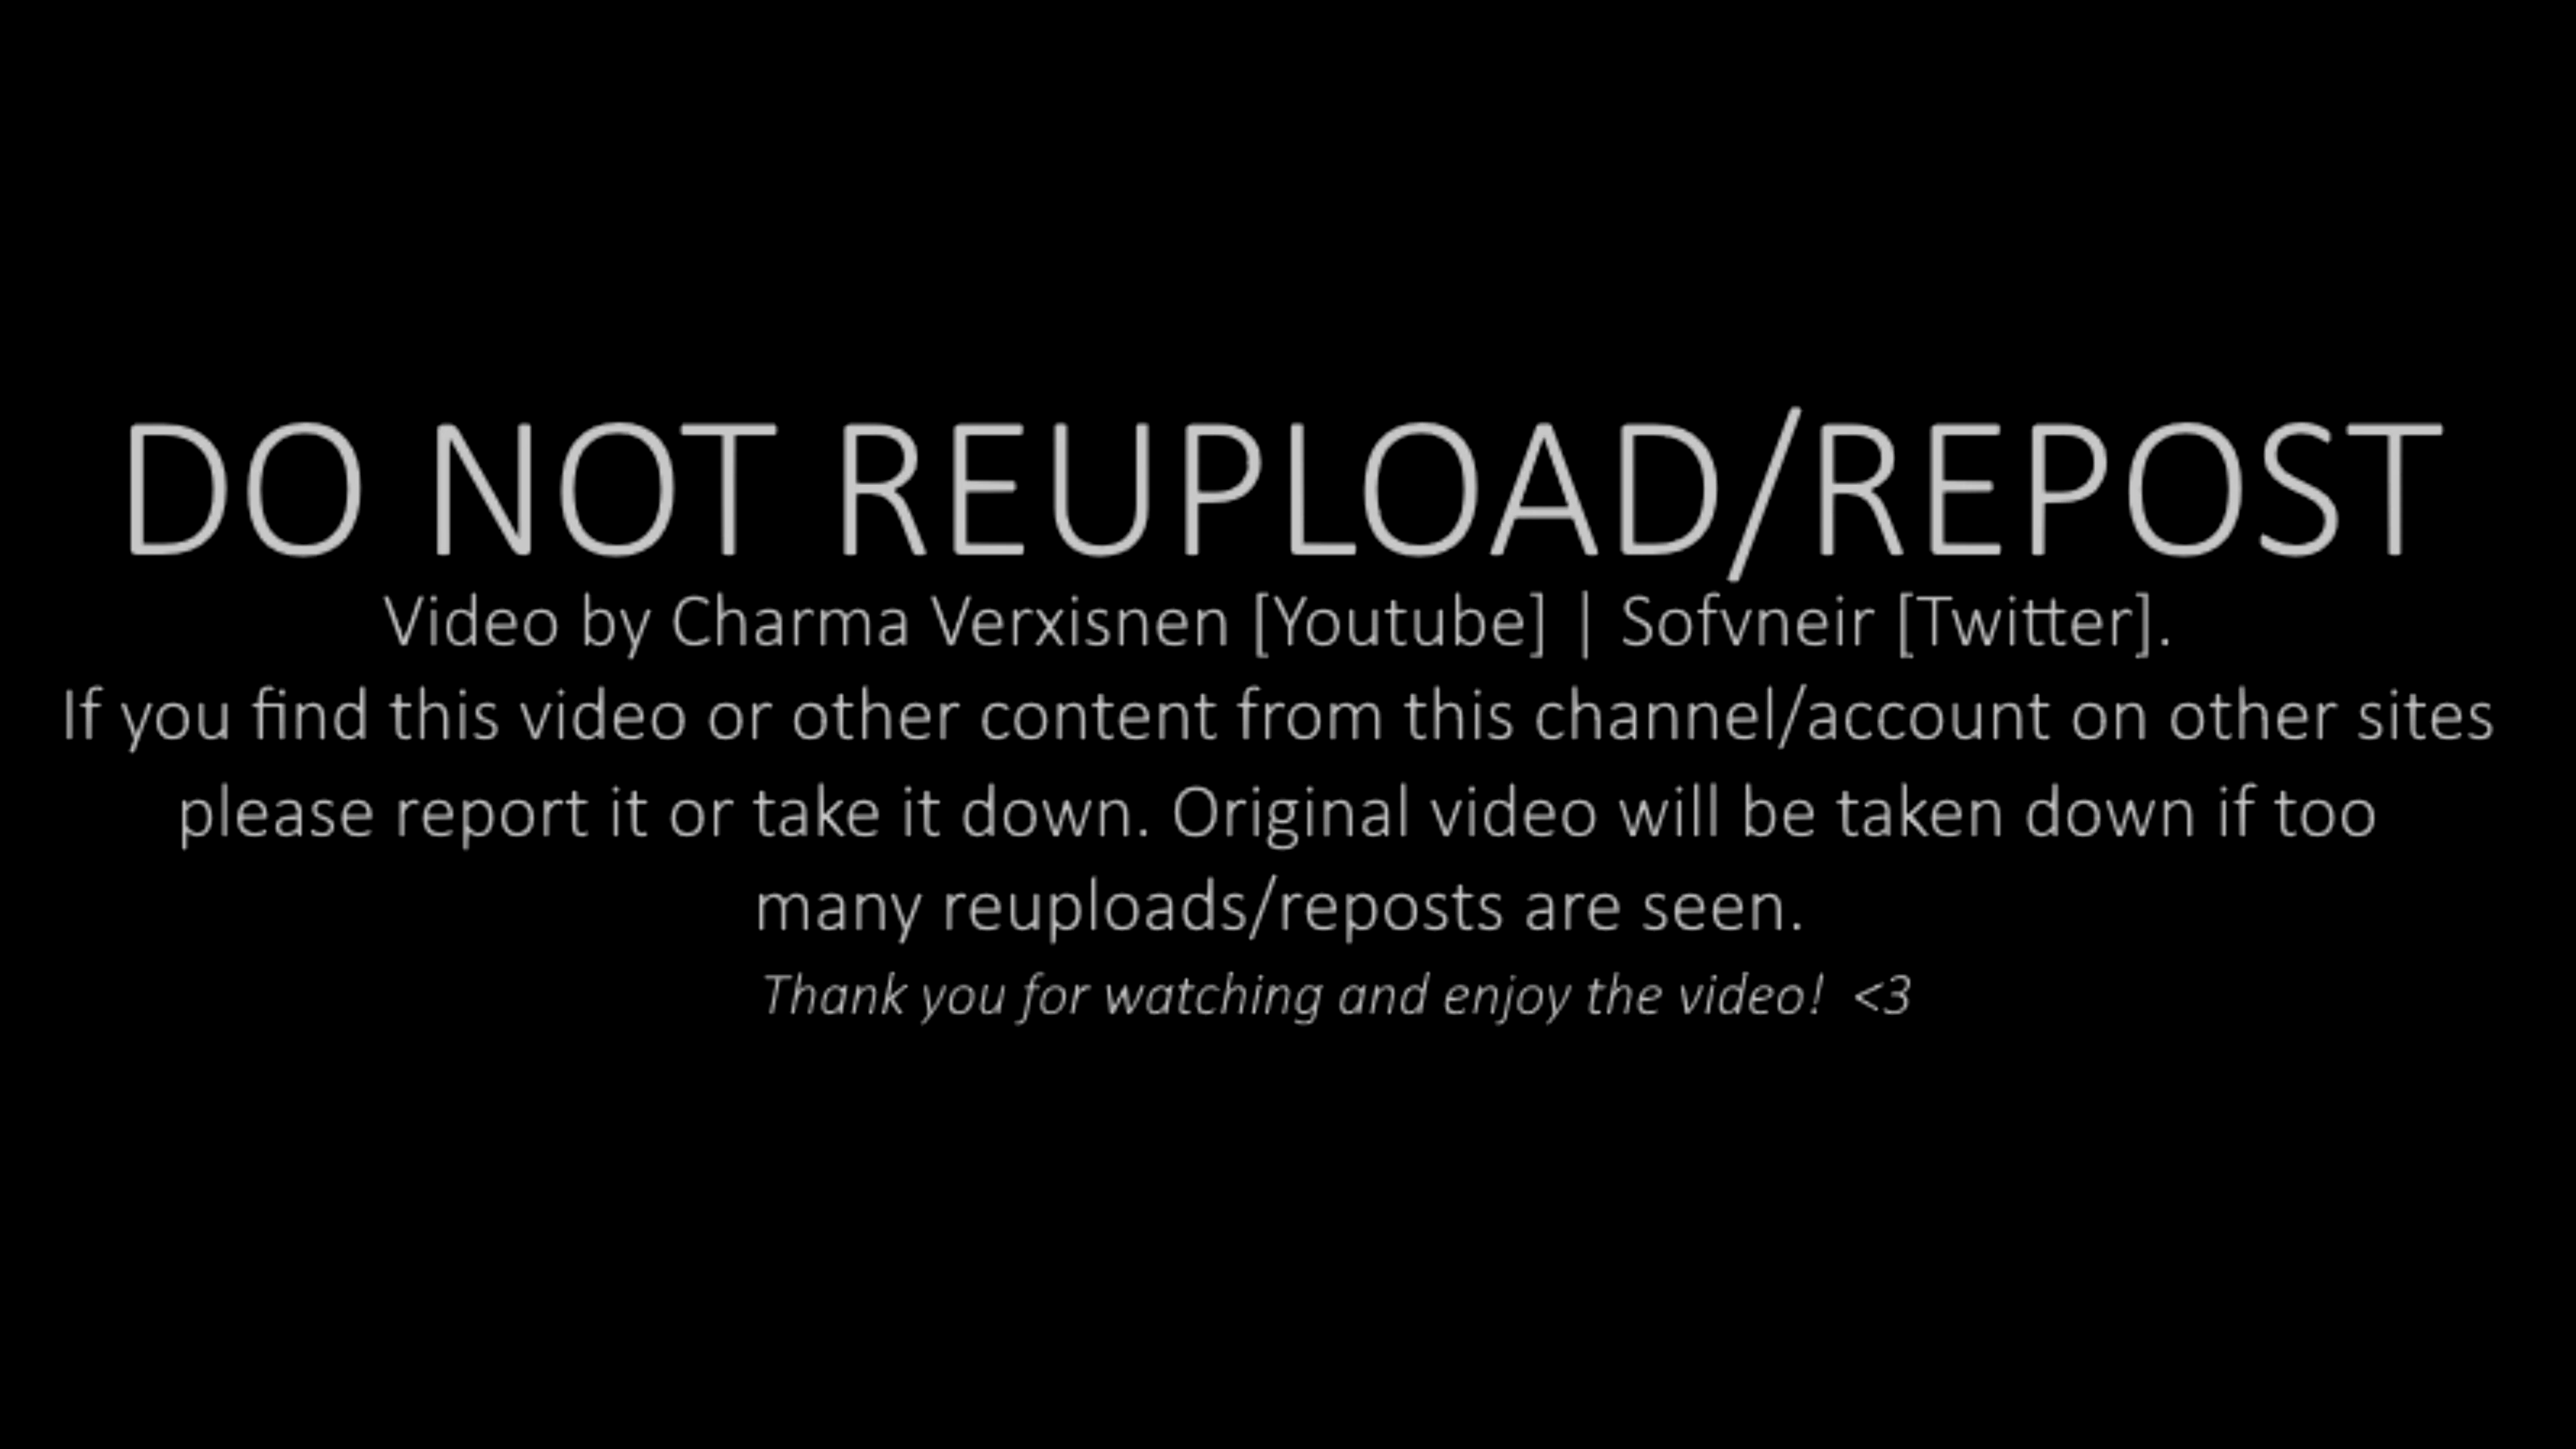 DO NOT REUPLOAD/REPOST
Video by Charma Verxisnen [Youtube] | Sofvneir [Twitter].
If you find this video or other content from this channel/account on other sites
please report it or take it down. Original video will be taken down if too
many reuploads/reposts are seen.
Thank you for watching and enjoy the video! <3